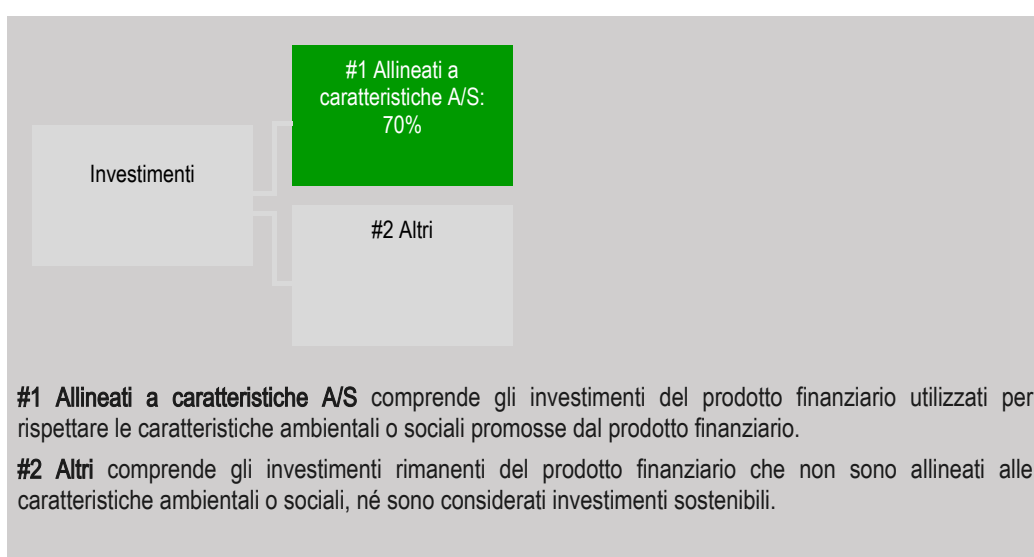 #1 Allineati a
caratteristiche A/S:
70%
Investimenti
#2 Altri
#1 Allineati a caratteristiche A/S comprende gli investimenti del prodotto finanziario utilizzati per
rispettare le caratteristiche ambientali o sociali promosse dal prodotto finanziario.
#2 Altri comprende gli investimenti rimanenti del prodotto finanziario che non sono allineati alle
caratteristiche ambientali o sociali, né sono considerati investimenti sostenibili.